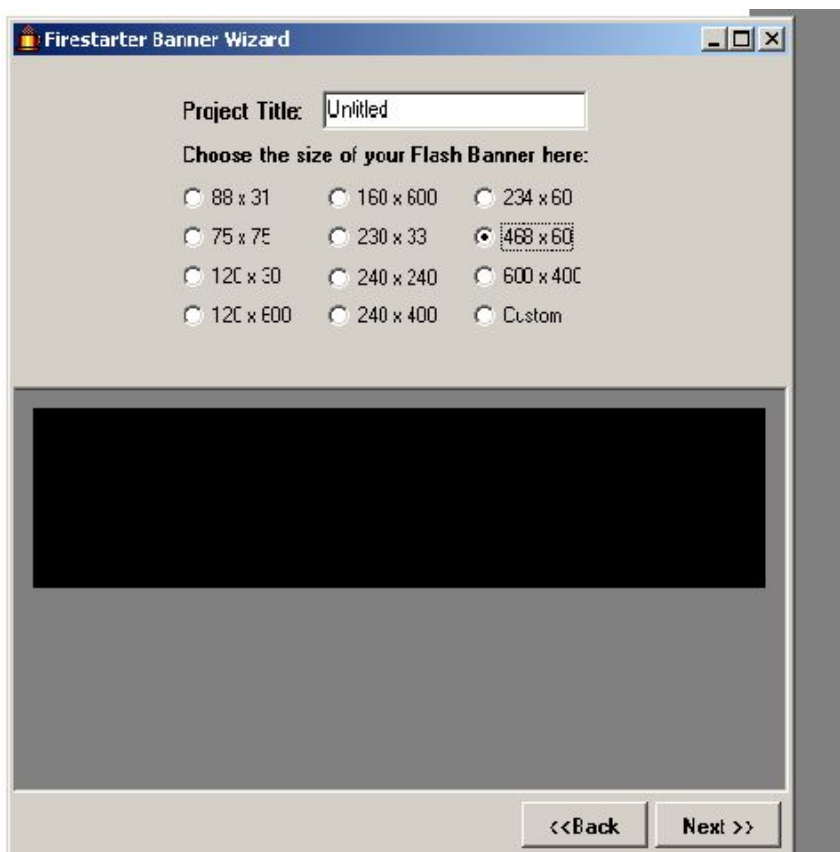 Firestarter Banner Wizard
Project Title: Untitled
Choose the size of your Flash Banner here:
88 x 31 160 x 600 234 x 60
75 x 75 230 x 33 468 x 60
120 x 30 240 x 240 600 x 400
120 x 600 240 x 400 Custom
<<Back Next >>